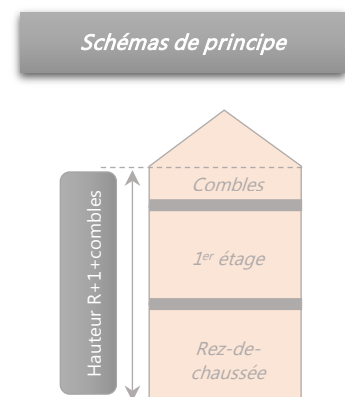 Schémas de principe
Combles
1er étage
Rez-de-
chaussée
Hauteur R+1+combles